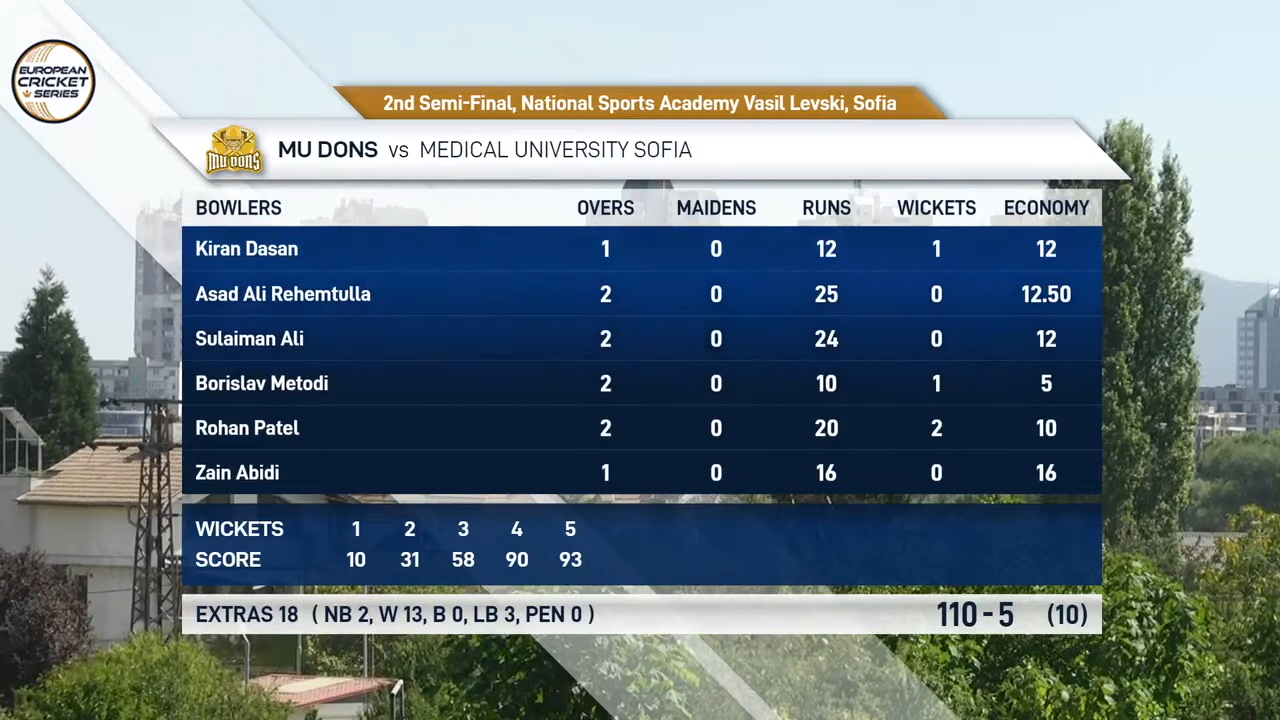 EUROPEAN
CRICKET
SERIES
2nd Semi-Final, National Sports Academy Vasil Levski, Sofia
MU DONS
MU DONS vs MEDICAL UNIVERSITY SOFIA
BOWLERS OVERS MAIDENS RUNS WICKETS ECONOMY
Kiran Dasan 1 0 12 1 12
Asad Ali Rehemtulla 2 0 25 0 12.50
Sulaiman Ali 2 0 24 0 12
Borislav Metodi 2 0 10 1 5
Rohan Patel 2 0 20 2 10
Zain Abidi 1 0 16 0 16
WICKETS 1 2 3 4 5
SCORE 10 31 58 90 93
EXTRAS 18 ( NB 2, W 13, B 0, LB 3, PEN 0 ) 110 - 5 (10)